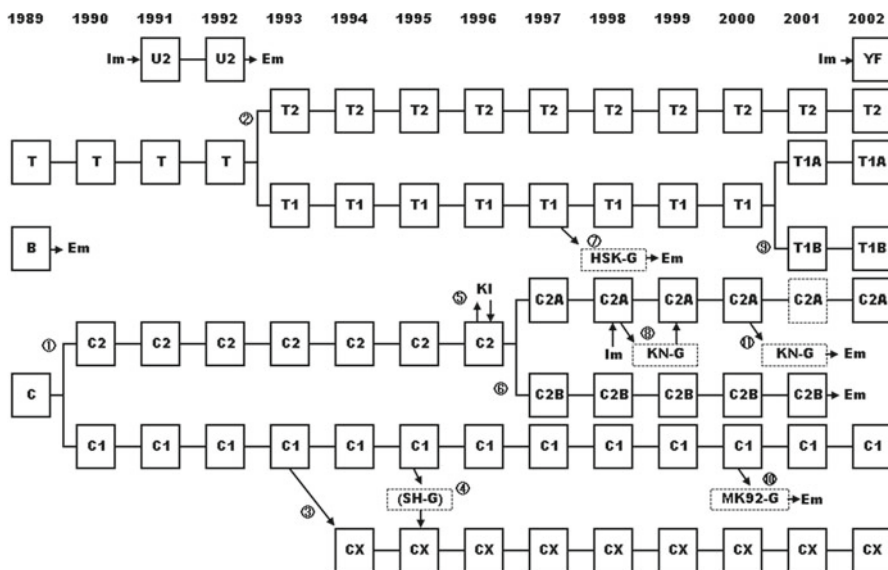 1989 1990 1991 1992 1993 1994 1995 1996 1997 1998 1999 2000 2001 2002
Im U2 U2 Em Im YF
② T2 T2 T2 T2 T2 T2 T2 T2 T2 T2
T T T T T1A T1A
T1 T1 T1 T1 T1 T1 T1 T1
B Em ⑦ HSK-G Em ⑨ T1B T1B
⑤ KI C2A C2A C2A C2A C2A C2A
① C2 C2 C2 C2 C2 C2 C2 Im ⑧ KN-G ⑪ KN-G Em
C ⑥ C2B C2B C2B C2B C2B Em
C1 C1 C1 C1 C1 C1 C1 C1 C1 C1 C1 C1 C1
③ (SH-G) ④ MK92-G ⑩ Em
CX CX CX CX CX CX CX CX CX